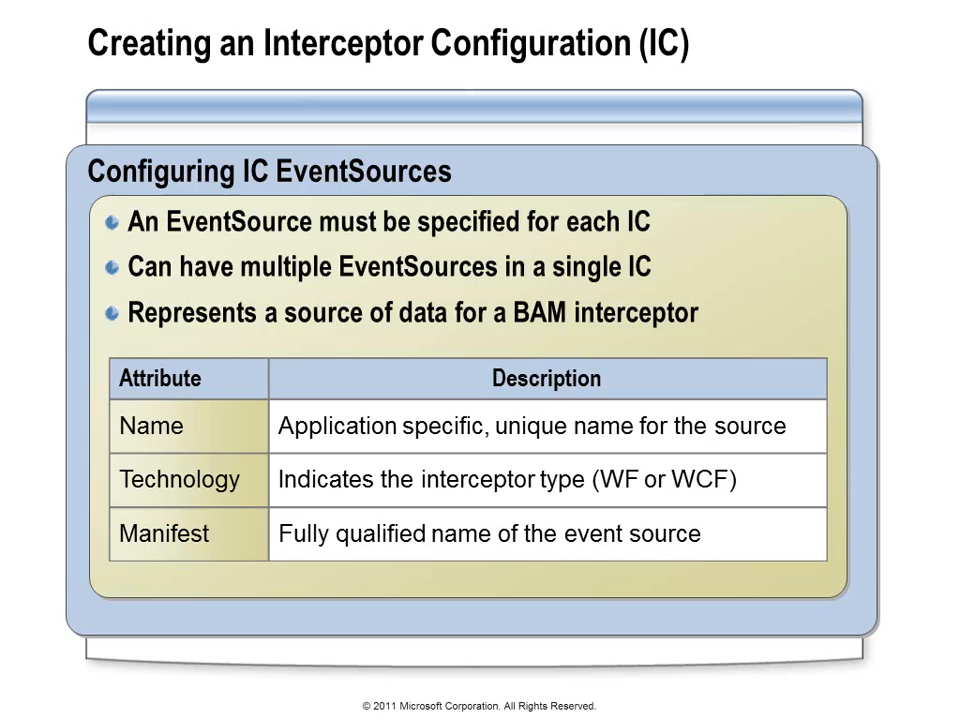 Creating an Interceptor Configuration (IC)
Configuring IC EventSources
An EventSource must be specified for each IC
Can have multiple EventSources in a single IC
Represents a source of data for a BAM interceptor
Attribute Description
Name Application specific, unique name for the source
Technology Indicates the interceptor type (WF or WCF)
Manifest Fully qualified name of the event source
© 2011 Microsoft Corporation. All Rights Reserved.